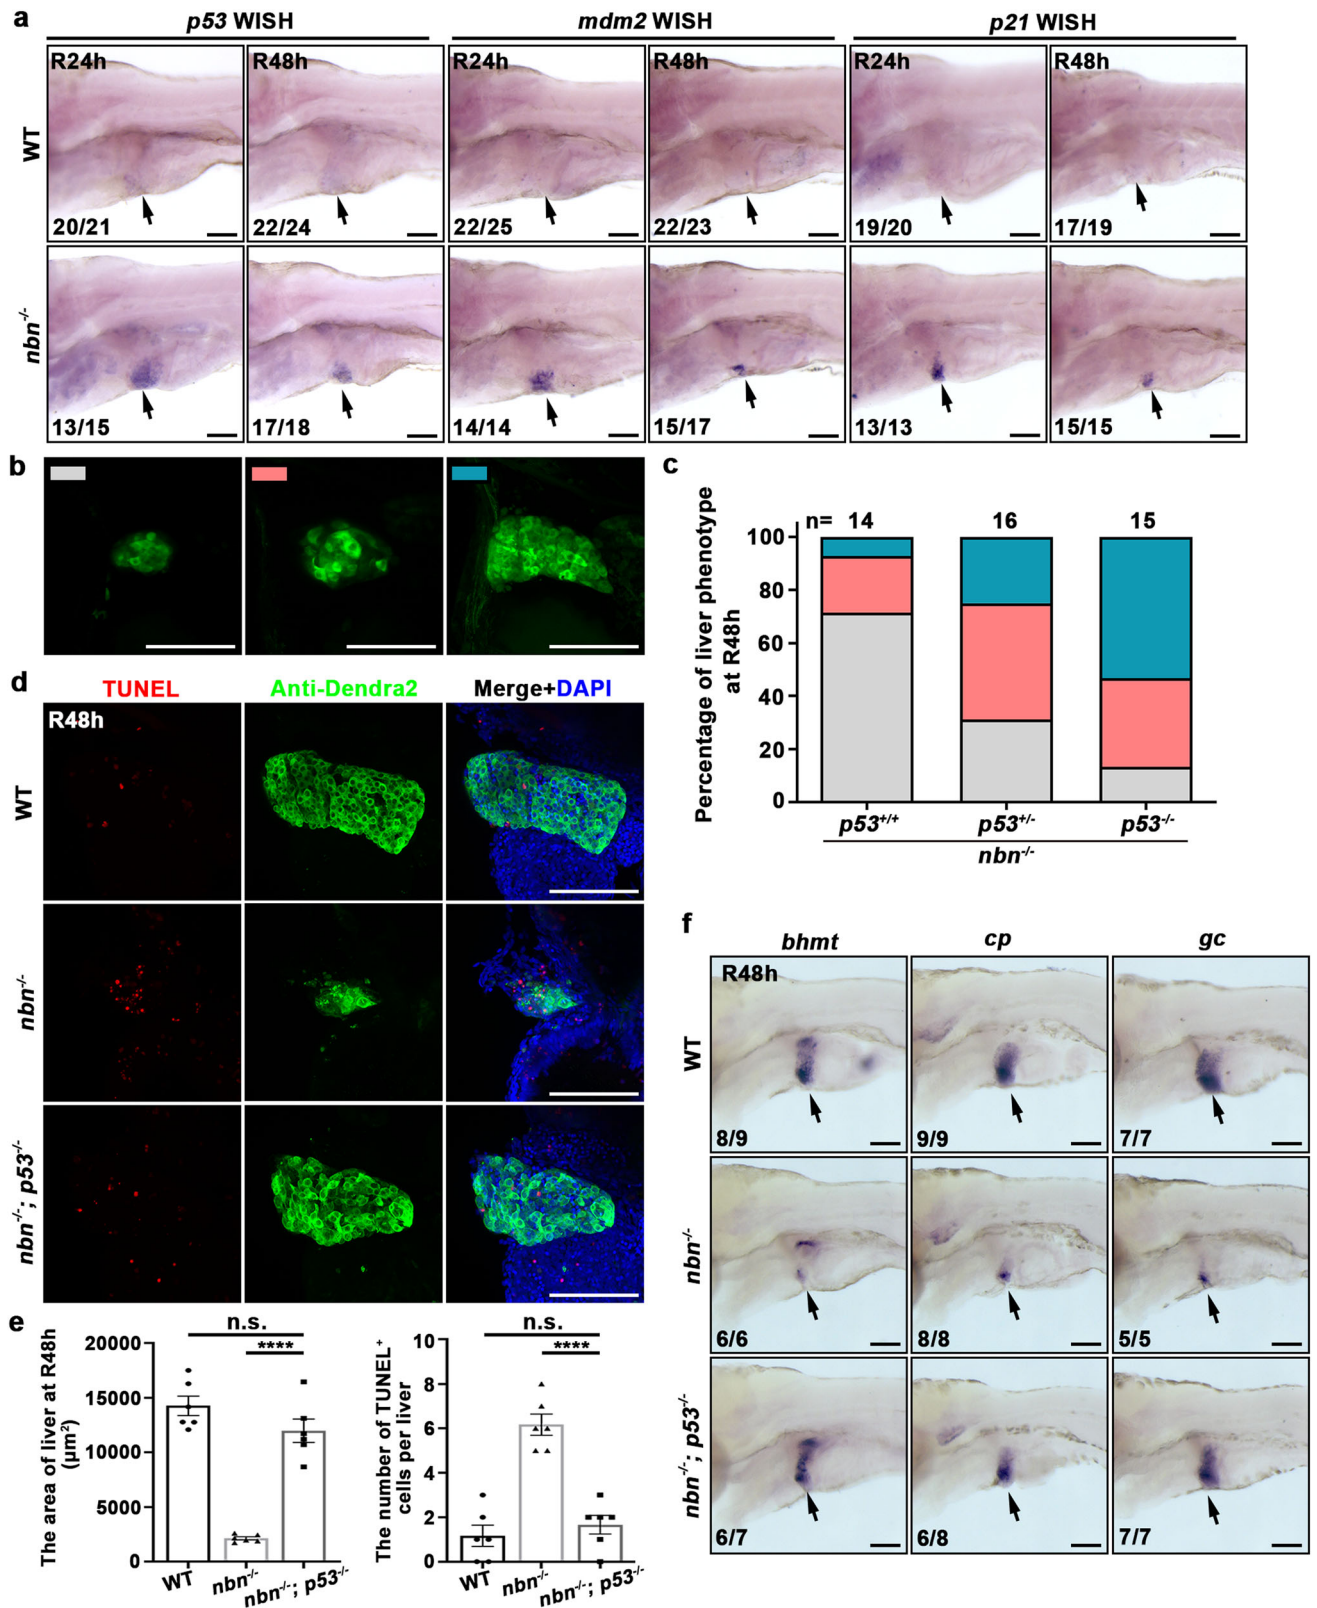 a
p53 WISH mdm2 WISH p21 WISH
R24h R48h R24h R48h R24h R48h
WT
20/21 22/24 22/25 22/23 19/20 17/19
nbn-/-
13/15 17/18 14/14 15/17 13/13 15/15
b
c
Percentage of liver phenotype
at R48h
n= 14 16 15
100
80
60
40
20
0
p53+/+ p53+/- p53-/-
nbn-/-
d
TUNEL Anti-Dendra2 Merge+DAPI
R48h
WT
nbn-/-
nbn-/-; p53-/-
e
The area of liver at R48h
(μm2)
n.s.
****
20000
15000
10000
5000
0
WT nbn-/- nbn-/-; p53-/-
The number of TUNEL+
cells per liver
n.s.
****
10
8
6
4
2
0
WT nbn-/- nbn-/-; p53-/-
f
bhmt cp gc
R48h
WT
8/9 9/9 7/7
nbn-/-
6/6 8/8 5/5
nbn-/-; p53-/-
6/7 6/8 7/7